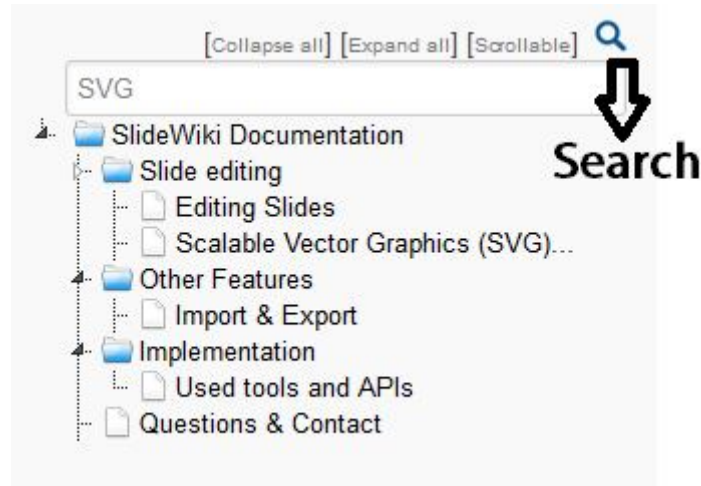 [Collapse all] [Expand all] [Scrollable]
SVG
SlideWiki Documentation
Slide editing
Search
Editing Slides
Scalable Vector Graphics (SVG)...
Other Features
Import & Export
Implementation
Used tools and APIs
Questions & Contact